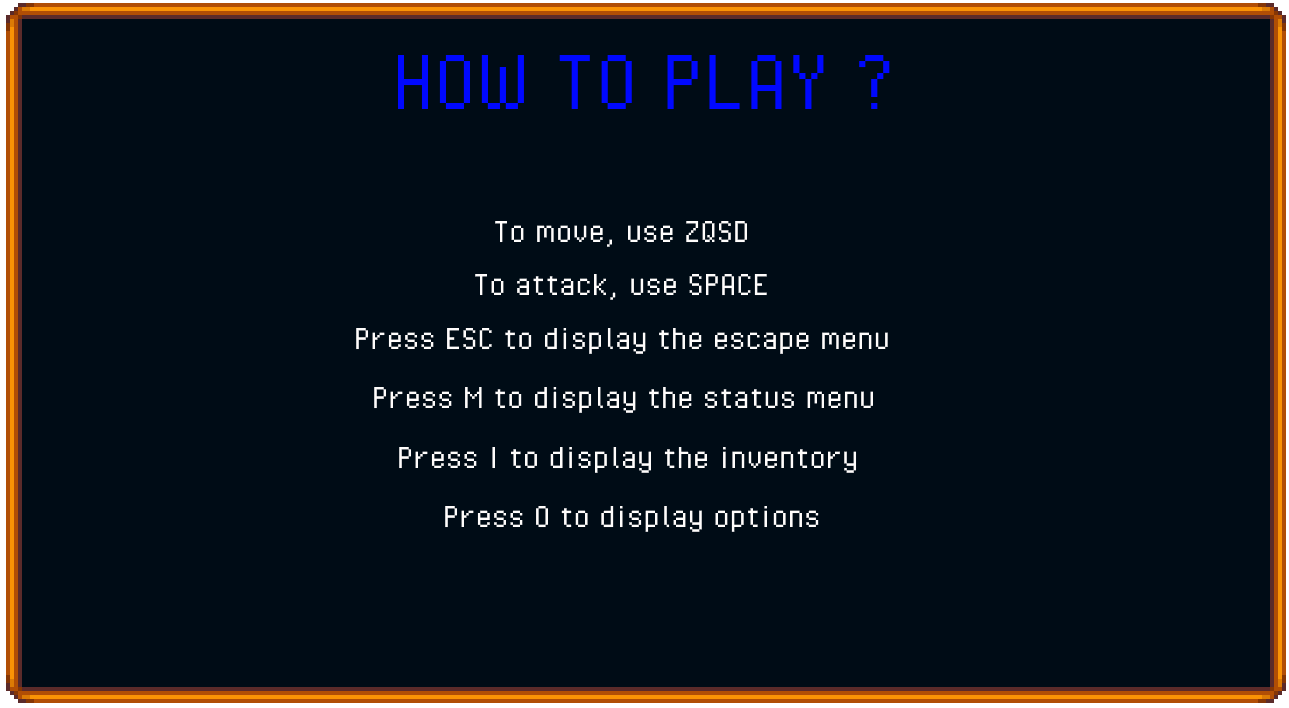 HOW TO PLAY ?
To move, use ZQSD
To attack, use SPACE
Press ESC to display the escape menu
Press M to display the status menu
Press I to display the inventory
Press O to display options